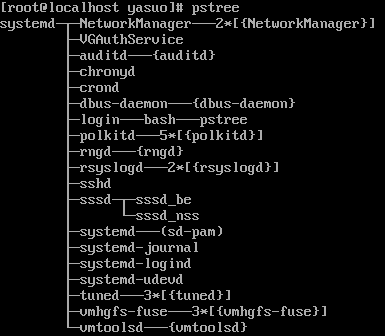 [root@localhost yasuo]# pstree
systemd─┬─NetworkManager───2*[{NetworkManager}]
        ├─VGAuthService
        ├─auditd───{auditd}
        ├─chronyd
        ├─crond
        ├─dbus-daemon───{dbus-daemon}
        ├─login───bash───pstree
        ├─polkitd───5*[{polkitd}]
        ├─rngd───{rngd}
        ├─rsyslogd───2*[{rsyslogd}]
        ├─sshd
        ├─sssd─┬─sssd_be
        │      └─sssd_nss
        ├─systemd───(sd-pam)
        ├─systemd-journal
        ├─systemd-logind
        ├─systemd-udevd
        ├─tuned───3*[{tuned}]
        ├─vmhgfs-fuse───3*[{vmhgfs-fuse}]
        └─vmtoolsd───{vmtoolsd}